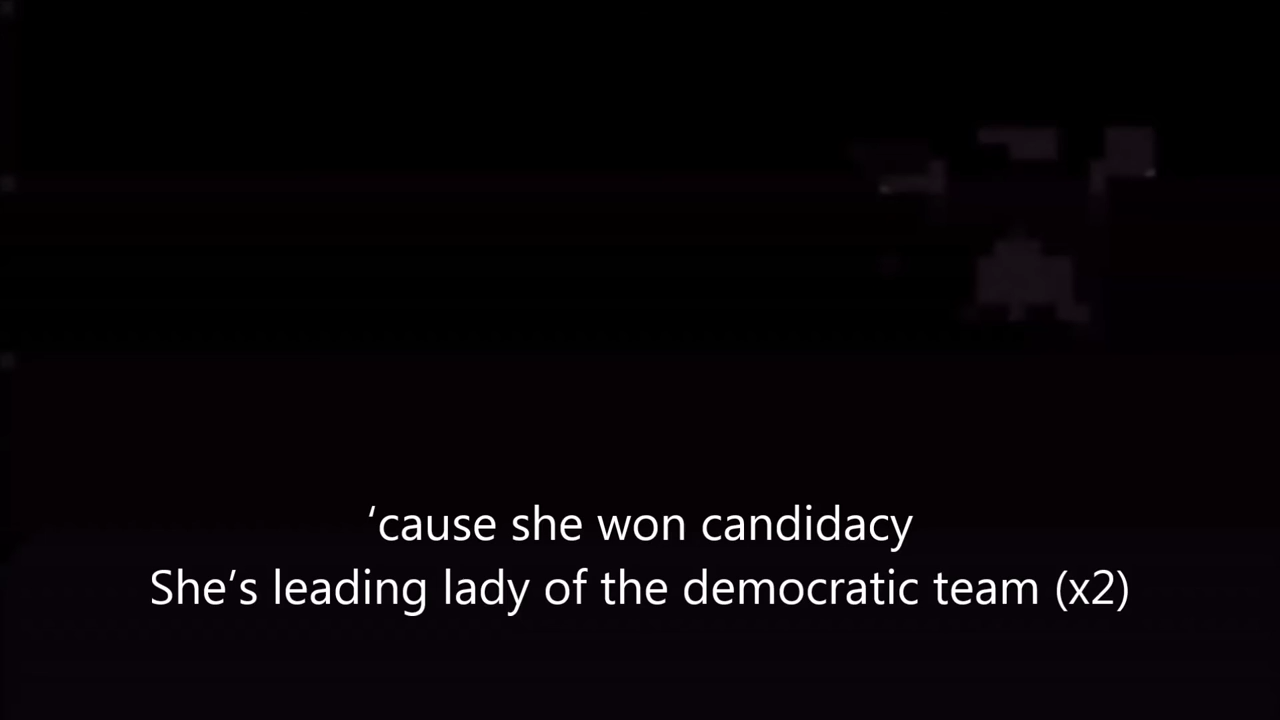 ‘cause she won candidacy
She’s leading lady of the democratic team (x2)